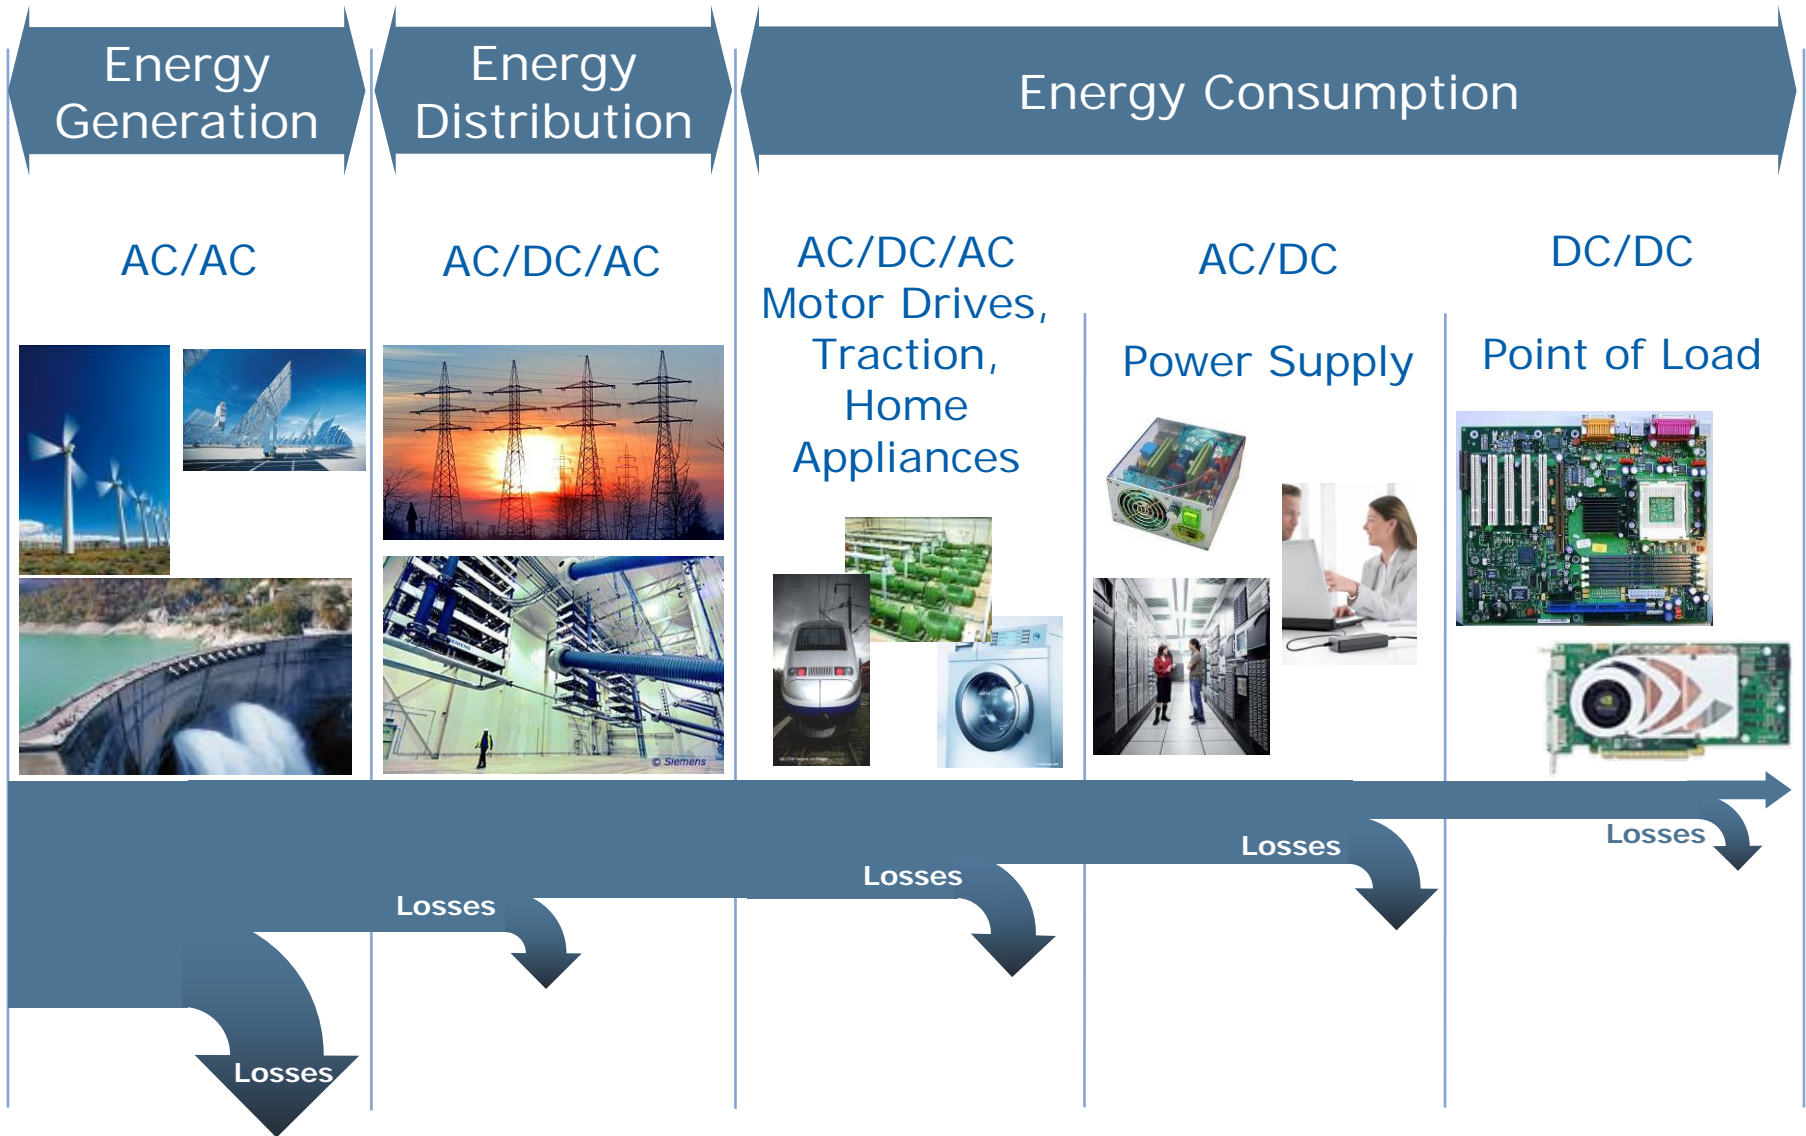 Energy
Generation
Energy
Distribution
Energy Consumption
AC/AC
AC/DC/AC
AC/DC/AC
Motor Drives,
Traction,
Home
Appliances
AC/DC
Power Supply
DC/DC
Point of Load
© Siemens
Losses
Losses
Losses
Losses
Losses